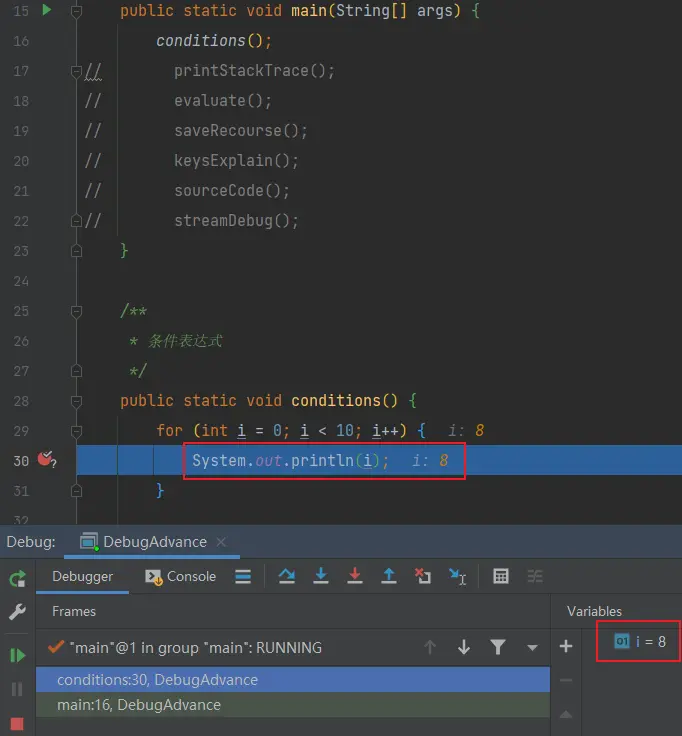 15 public static void main(String[] args) {
16 conditions();
17 // printStackTrace();
18 // evaluate();
19 // saveRecourse();
20 // keysExplain();
21 // sourceCode();
22 // streamDebug();
23 }
24
25 /**
26 * 条件表达式
27 */
28 public static void conditions() {
29 for (int i = 0; i < 10; i++) { i: 8
30 System.out.println(i); i: 8
31 }
32
Debug: DebugAdvance ×
Debugger Console
Frames Variables
"main"@1 in group "main": RUNNING
01 i = 8
conditions:30, DebugAdvance
main:16, DebugAdvance